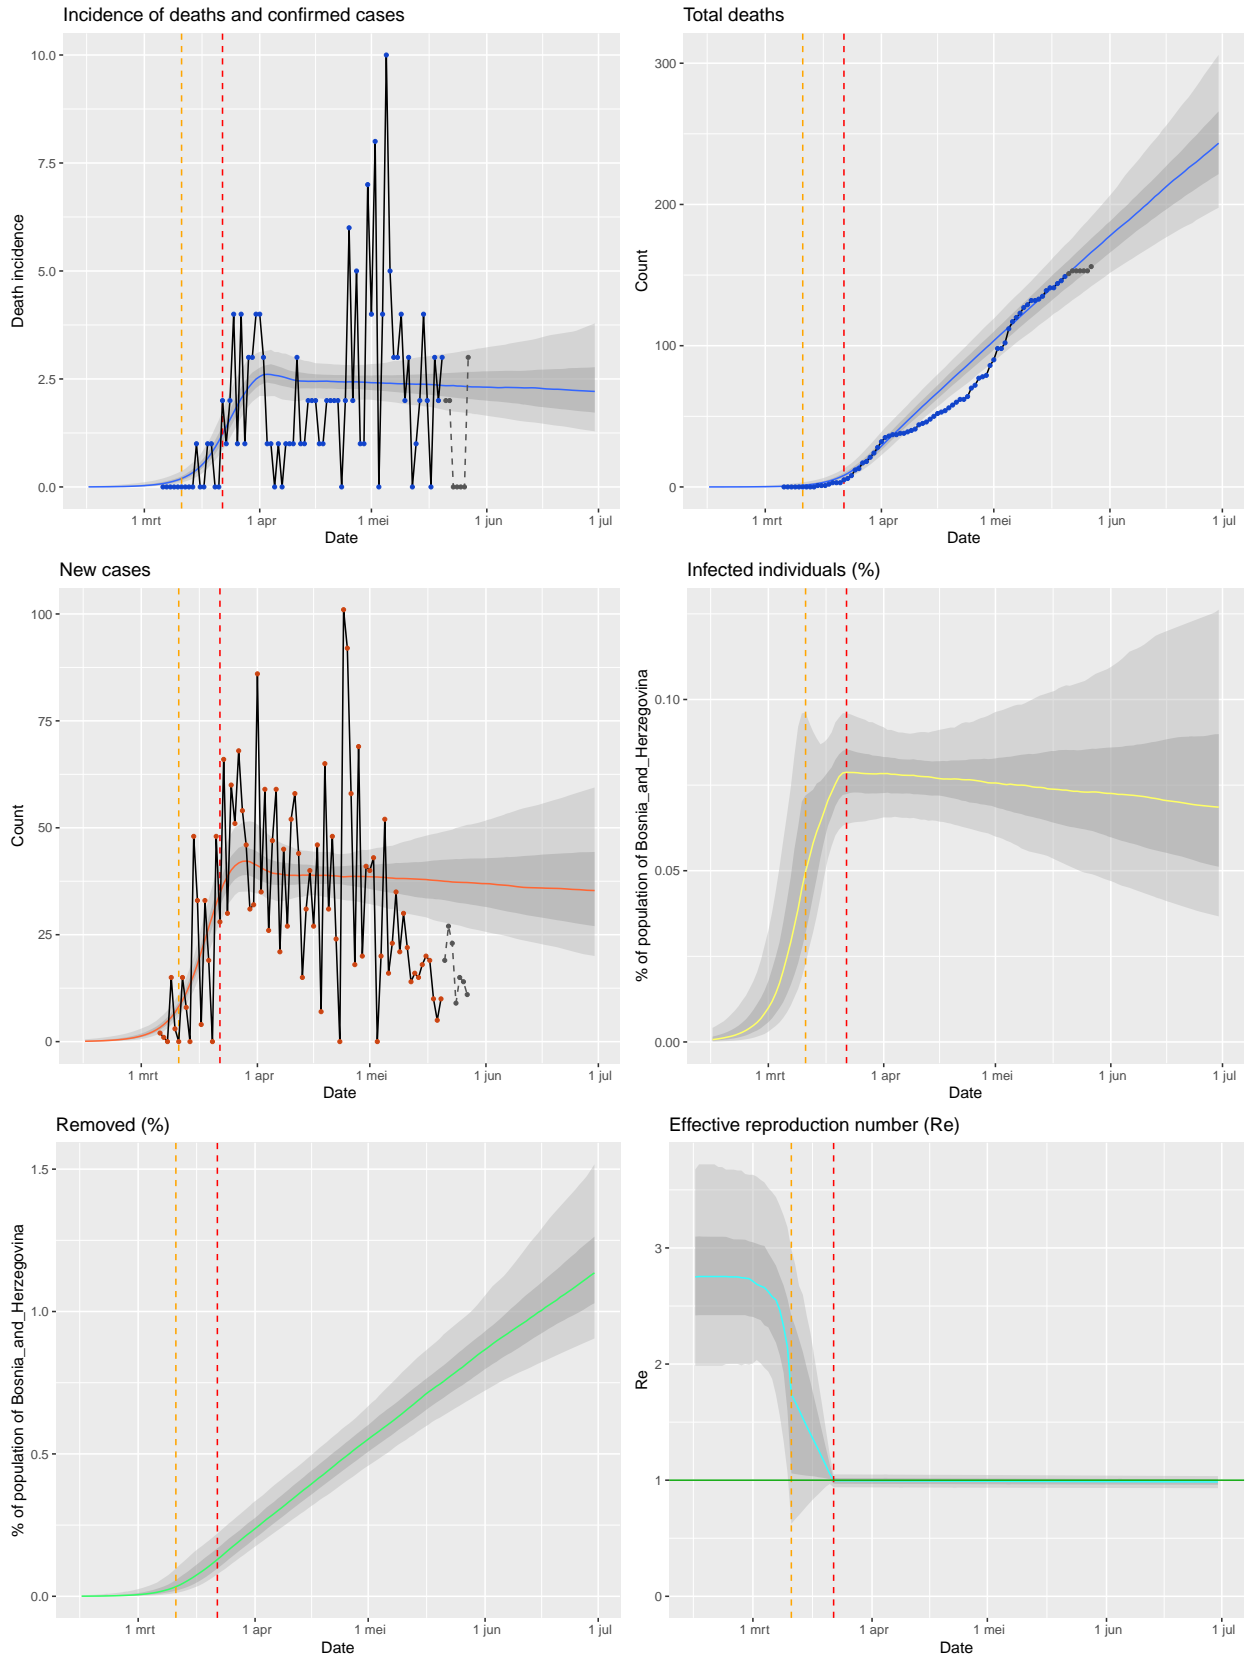 Incidence of deaths and confirmed cases
Death incidence
10.0
7.5
5.0
2.5
0.0
1 mrt 1 apr 1 mei 1 jun 1 jul
Date
Total deaths
Count
300
200
100
0
1 mrt 1 apr 1 mei 1 jun 1 jul
Date
New cases
Count
100
75
50
25
0
1 mrt 1 apr 1 mei 1 jun 1 jul
Date
Infected individuals (%)
% of population of Bosnia_and_Herzegovina
0.10
0.05
0.00
1 mrt 1 apr 1 mei 1 jun 1 jul
Date
Removed (%)
% of population of Bosnia_and_Herzegovina
1.5
1.0
0.5
0.0
1 mrt 1 apr 1 mei 1 jun 1 jul
Date
Effective reproduction number (Re)
Re
3
2
1
0
1 mrt 1 apr 1 mei 1 jun 1 jul
Date